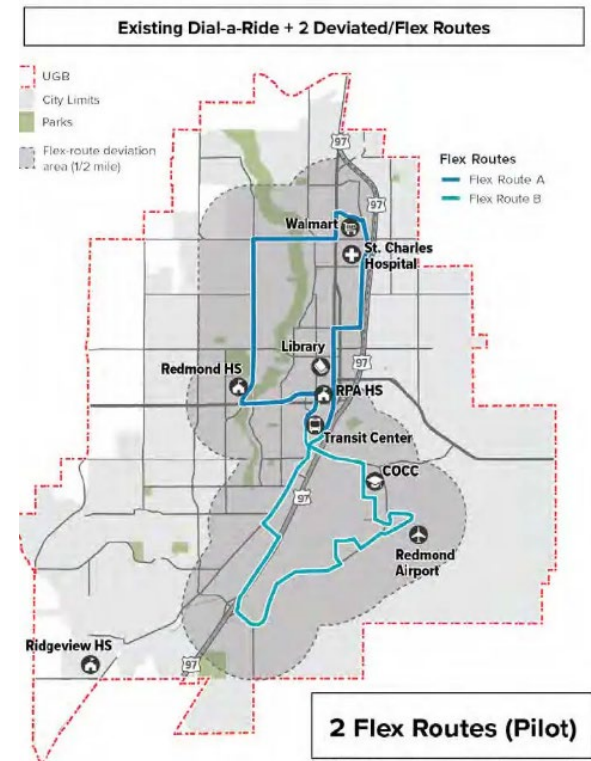 Existing Dial-a-Ride + 2 Deviated/Flex Routes
UGB
City Limits
Parks
Flex-route deviation
area (1/2 mile)
97
Flex Routes
Flex Route A
Flex Route B
97
Walmart
St. Charles
Hospital
Library
97
Redmond HS
RPA HS
Transit Center
COCC
97
Redmond
Airport
Ridgeview HS
97
2 Flex Routes (Pilot)